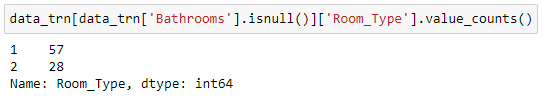 data_trn[data_trn['Bathrooms'].isnull()]['Room_Type'].value_counts()
1    57
2    28
Name: Room_Type, dtype: int64